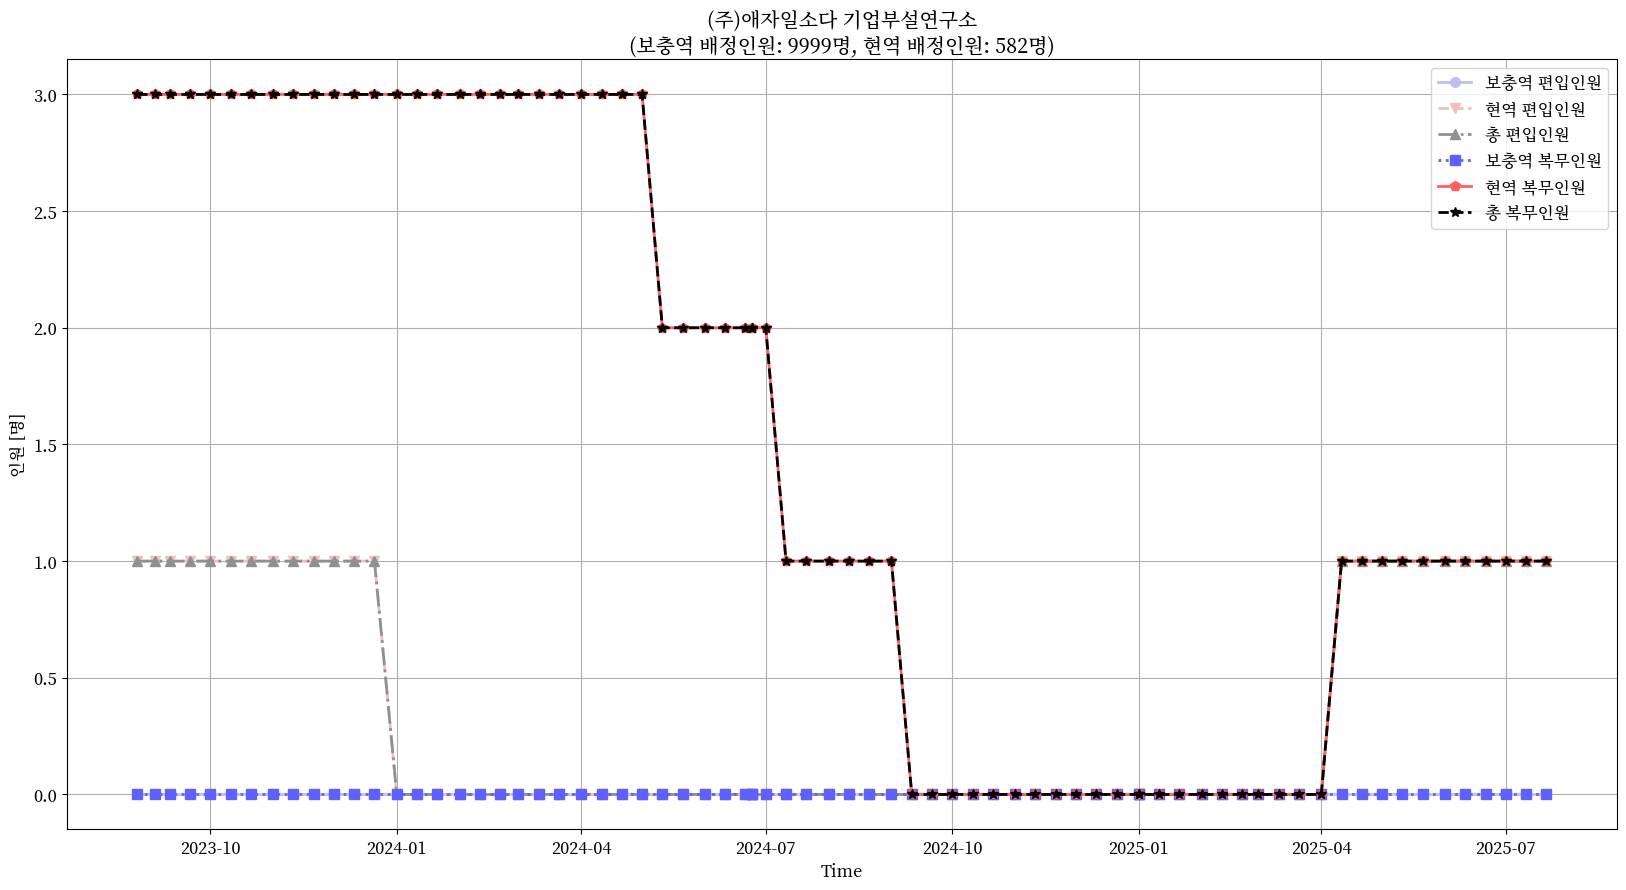 (주)애자일소다 기업부설연구소
(보충역 배정인원: 9999명, 현역 배정인원: 582명)
보충역 편입인원
현역 편입인원
총 편입인원
보충역 복무인원
현역 복무인원
총 복무인원
3.0
2.5
2.0
1.5
1.0
0.5
0.0
인원 [명]
2023-10 2024-01 2024-04 2024-07 2024-10 2025-01 2025-04 2025-07
Time